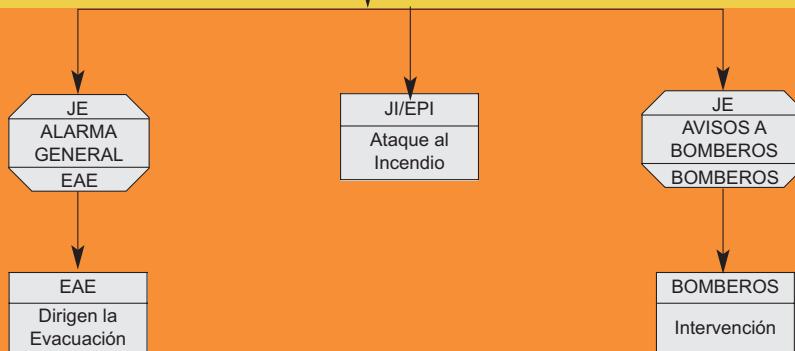 JE
ALARMA
GENERAL
EAE
JI/EPI
Ataque al
Incendio
JE
AVISOS A
BOMBEROS
BOMBEROS
EAE
Dirigen la
Evacuación
BOMBEROS
Intervención